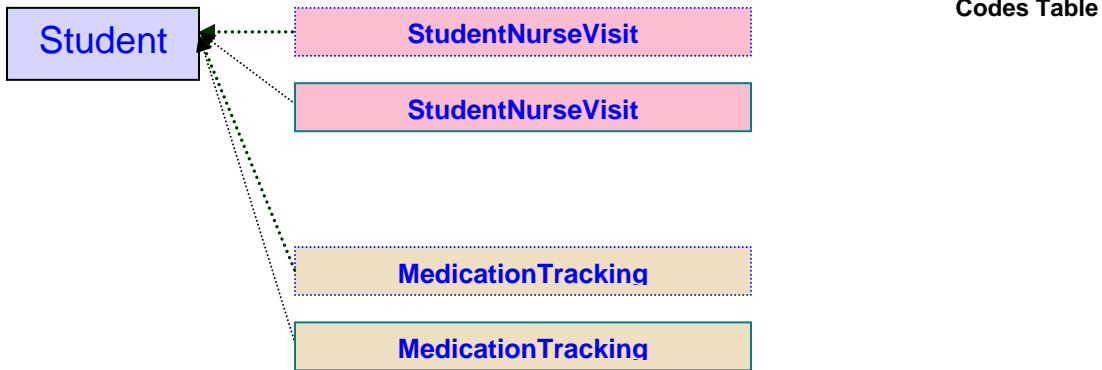 Codes Table
Student
StudentNurseVisit
StudentNurseVisit
MedicationTracking
MedicationTracking